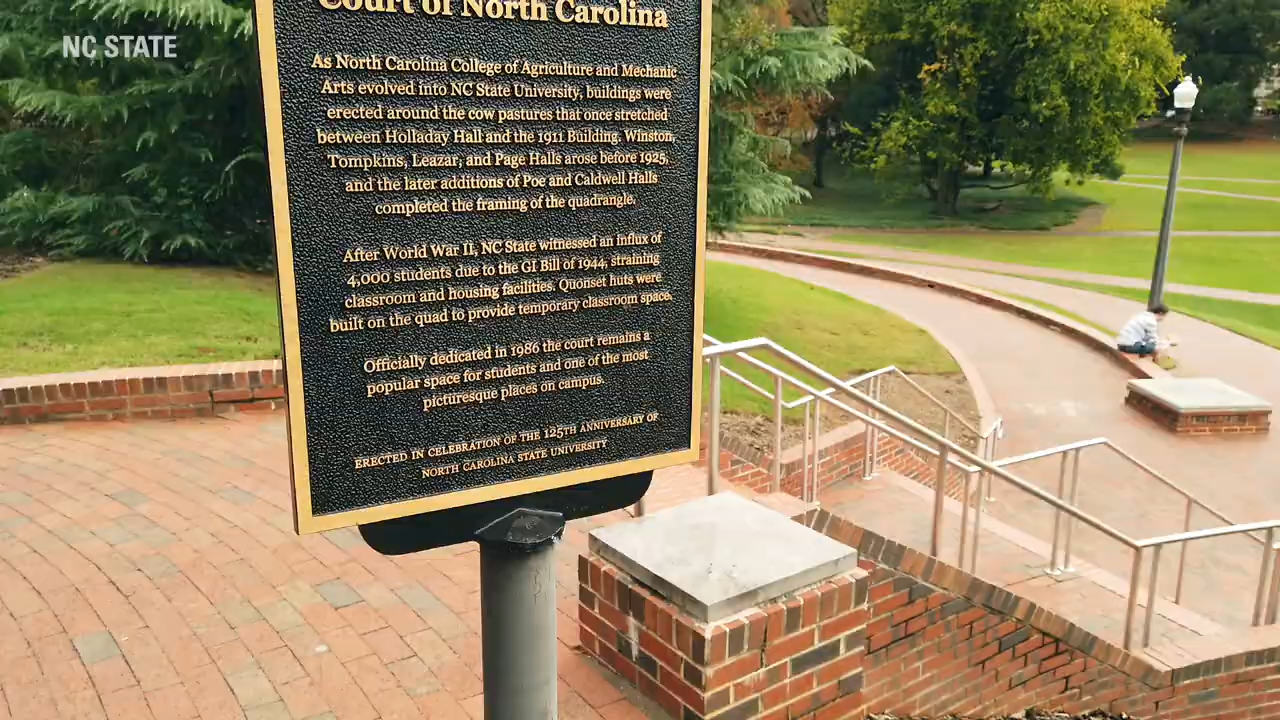 NC STATE
Court of North Carolina
As North Carolina College of Agriculture and Mechanic
Arts evolved into NC State University, buildings were
erected around the cow pastures that once stretched
between Holladay Hall and the 1911 Building. Winston,
Tompkins, Leazar, and Page Halls arose before 1925,
and the later additions of Poe and Caldwell Halls
completed the framing of the quadrangle.
After World War II, NC State witnessed an influx of
4,000 students due to the GI Bill of 1944, straining
classroom and housing facilities. Quonset huts were
built on the quad to provide temporary classroom space.
Officially dedicated in 1986 the court remains a
popular space for students and one of the most
picturesque places on campus.
ERECTED IN CELEBRATION OF THE 125TH ANNIVERSARY OF
NORTH CAROLINA STATE UNIVERSITY